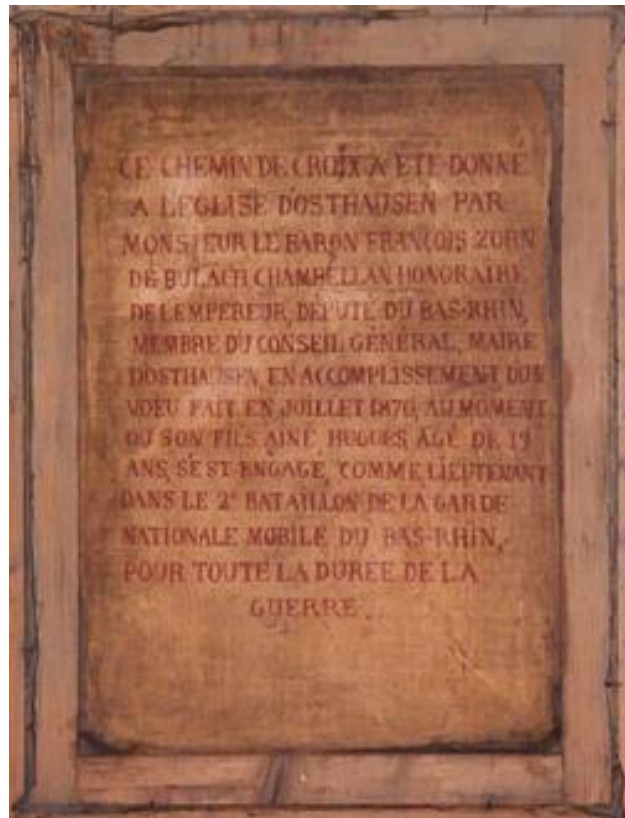 CE CHEMIN DE CROIX A ÉTÉ DONNÉ
A L'EGLISE D'OSTHAUSEN PAR
MONSIEUR LE BARON FRANÇOIS ZORN
DE BULACH CHAMBELLAN HONORAIRE
DE L'EMPEREUR, DÉPUTÉ DU BAS-RHIN,
MEMBRE DU CONSEIL GÉNÉRAL, MAIRE
D'OSTHAUSEN, EN ACCOMPLISSEMENT D'UN
VOEU FAIT EN JUILLET 1870, AU MOMENT
OU SON FILS AINÉ HUGUES ÂGÉ DE 19
ANS, S'EST ENGAGÉ, COMME LIEUTENANT
DANS LE 2e BATAILLON DE LA GARDE
NATIONALE MOBILE DU BAS-RHIN,
POUR TOUTE LA DURÉE DE LA
GUERRE.